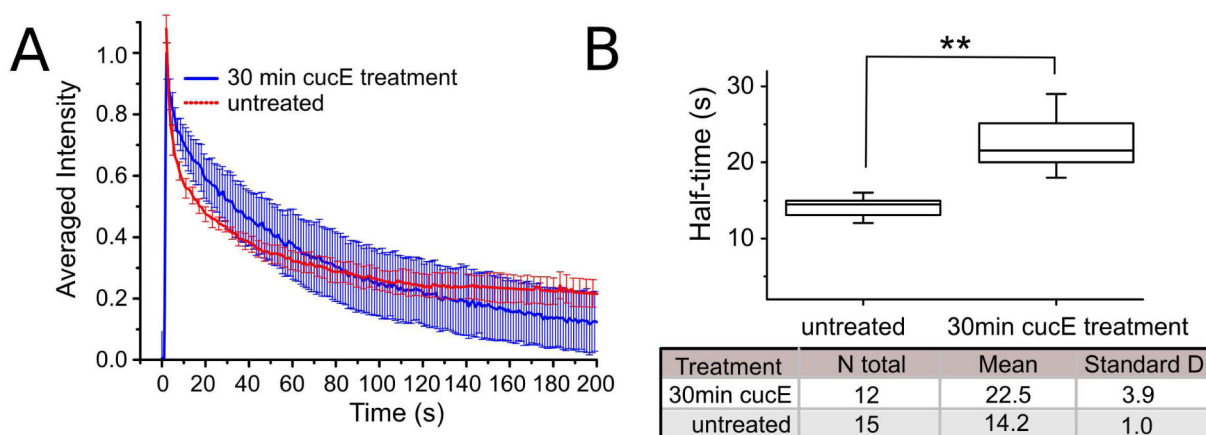 A
Averaged Intensity
1.0
0.8
0.6
0.4
0.2
0.0
30 min cucE treatment
untreated
0 20 40 60 80 100 120 140 160 180 200
Time (s)
B
**
Half-time (s)
30
20
10
untreated 30min cucE treatment
Treatment N total Mean Standard D
30min cucE 12 22.5 3.9
untreated 15 14.2 1.0